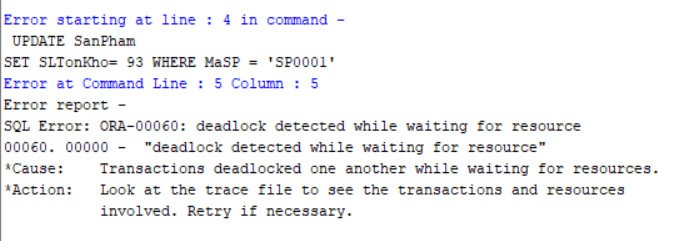 Error starting at line : 4 in command -
UPDATE SanPham
SET SLTonKho= 93 WHERE MaSP = 'SP0001'
Error at Command Line : 5 Column : 5
Error report -
SQL Error: ORA-00060: deadlock detected while waiting for resource
00060. 00000 -  "deadlock detected while waiting for resource"
*Cause:    Transactions deadlocked one another while waiting for resources.
*Action:   Look at the trace file to see the transactions and resources
           involved. Retry if necessary.